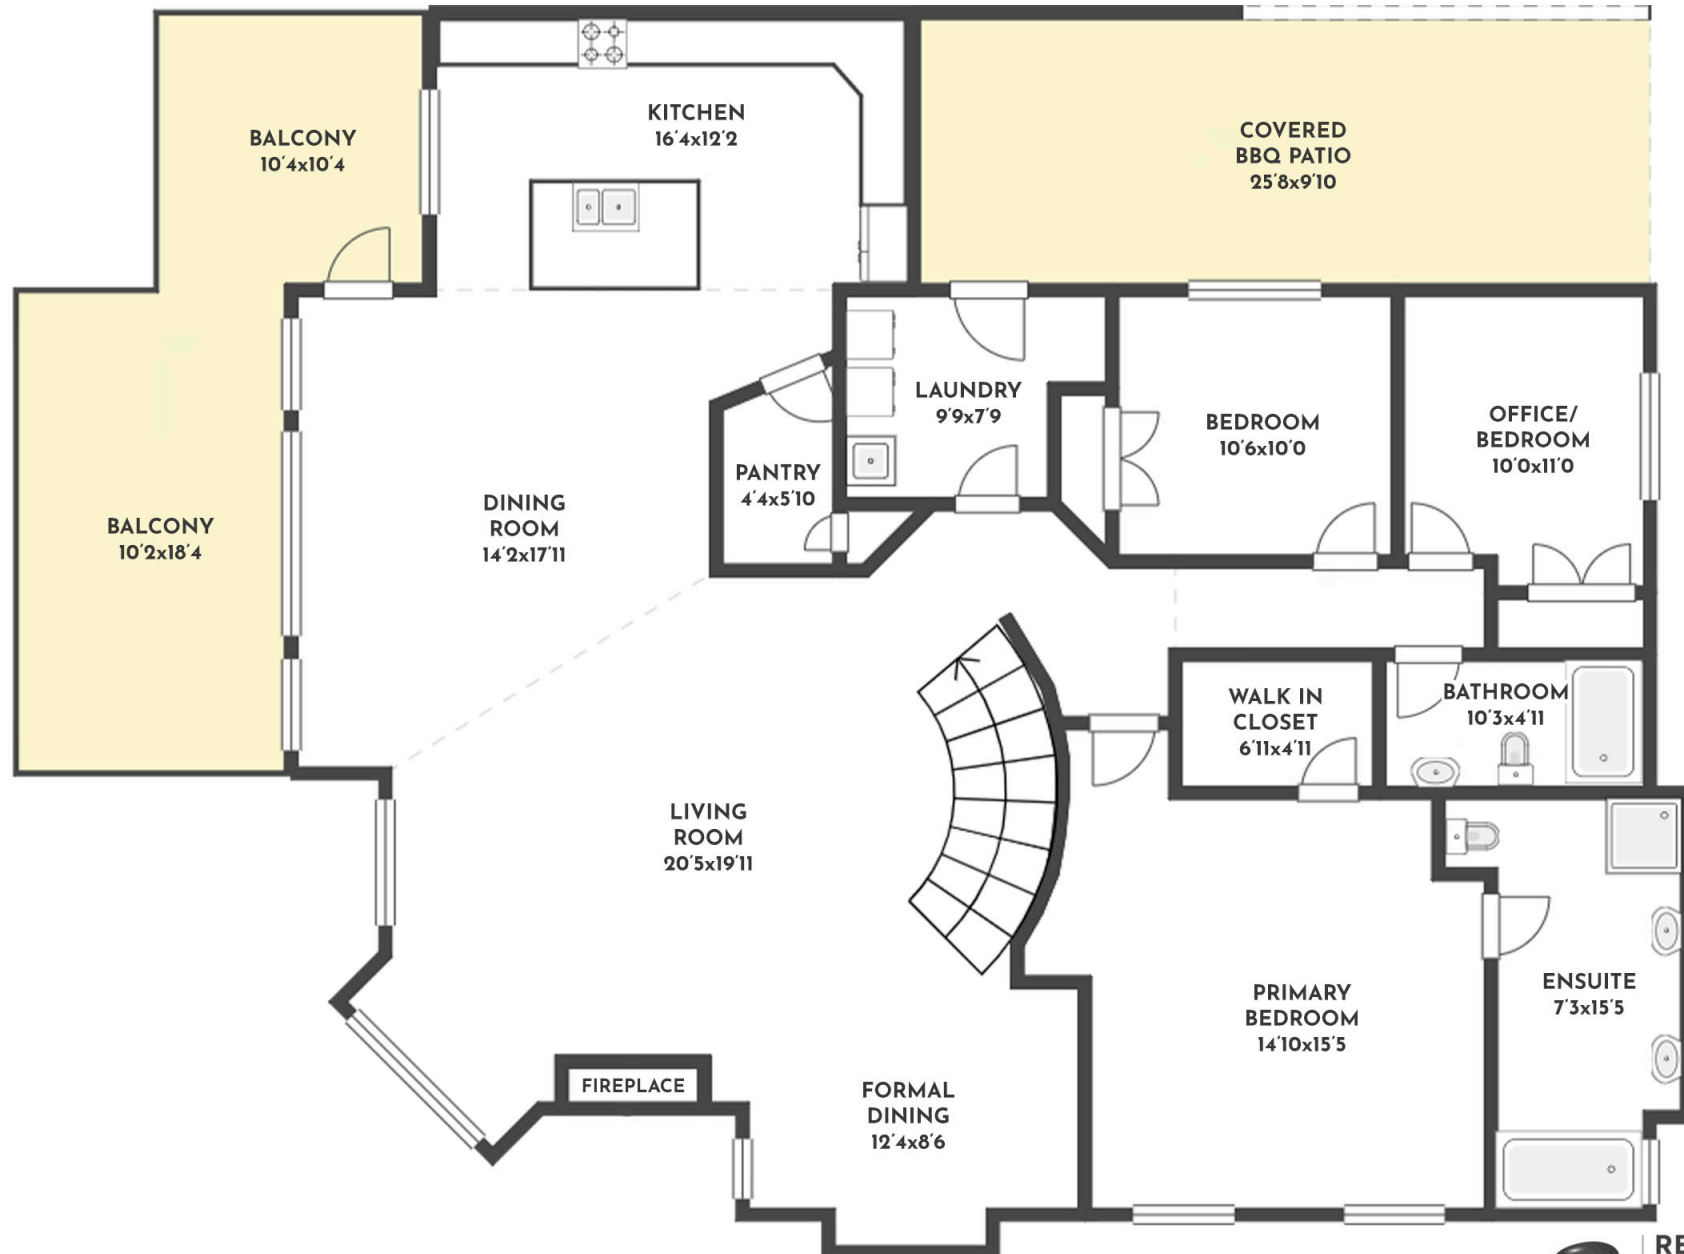 BALCONY
10'4x10'4
KITCHEN
16'4x12'2
COVERED
BBQ PATIO
25'8x9'10
LAUNDRY
9'9x7'9
BEDROOM
10'6x10'0
OFFICE/
BEDROOM
10'0x11'0
PANTRY
4'4x5'10
DINING
ROOM
14'2x17'11
BALCONY
10'2x18'4
WALK IN
CLOSET
6'11x4'11
BATHROOM
10'3x4'11
LIVING
ROOM
20'5x19'11
PRIMARY
BEDROOM
14'10x15'5
ENSUITE
7'3x15'5
FIREPLACE
FORMAL
DINING
12'4x8'6